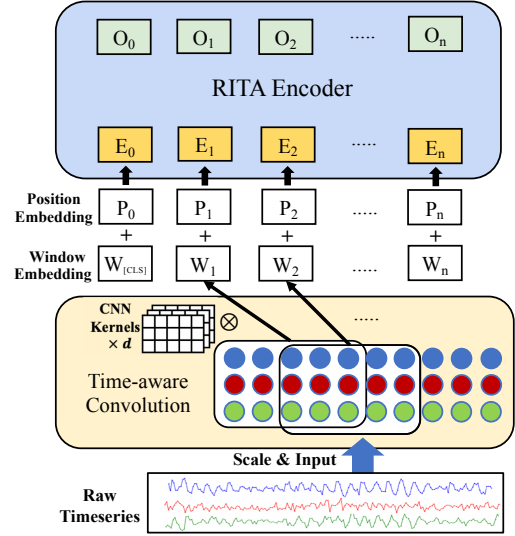 O0 O1 O2 ..... On
RITA Encoder
E0 E1 E2 ..... En
Position
Embedding
P0 P1 P2 ..... Pn
+ + + +
Window
Embedding
W[CLS] W1 W2 ..... Wn
CNN
Kernels
× d
⊗
.....
Time-aware
Convolution
Scale & Input
Raw
Timeseries